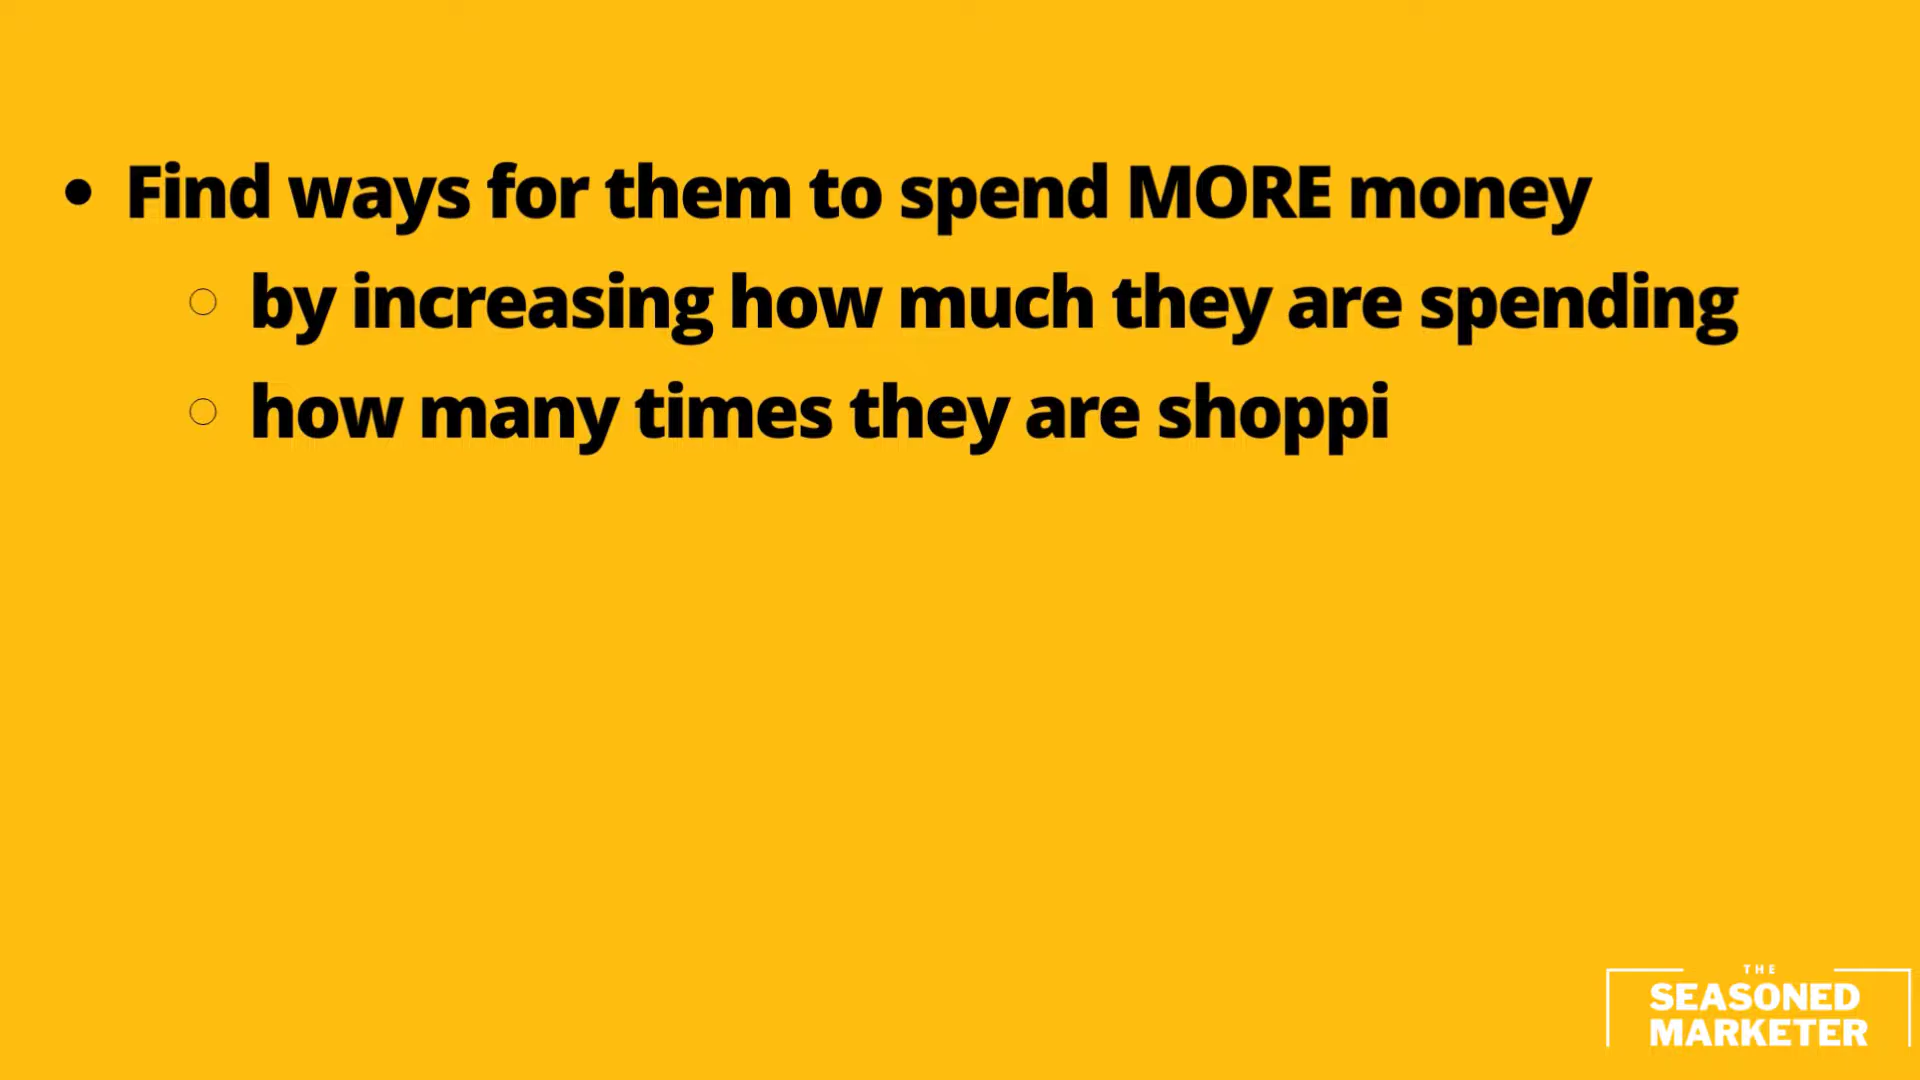 • Find ways for them to spend MORE money
○ by increasing how much they are spending
○ how many times they are shoppi
THE
SEASONED
MARKETER